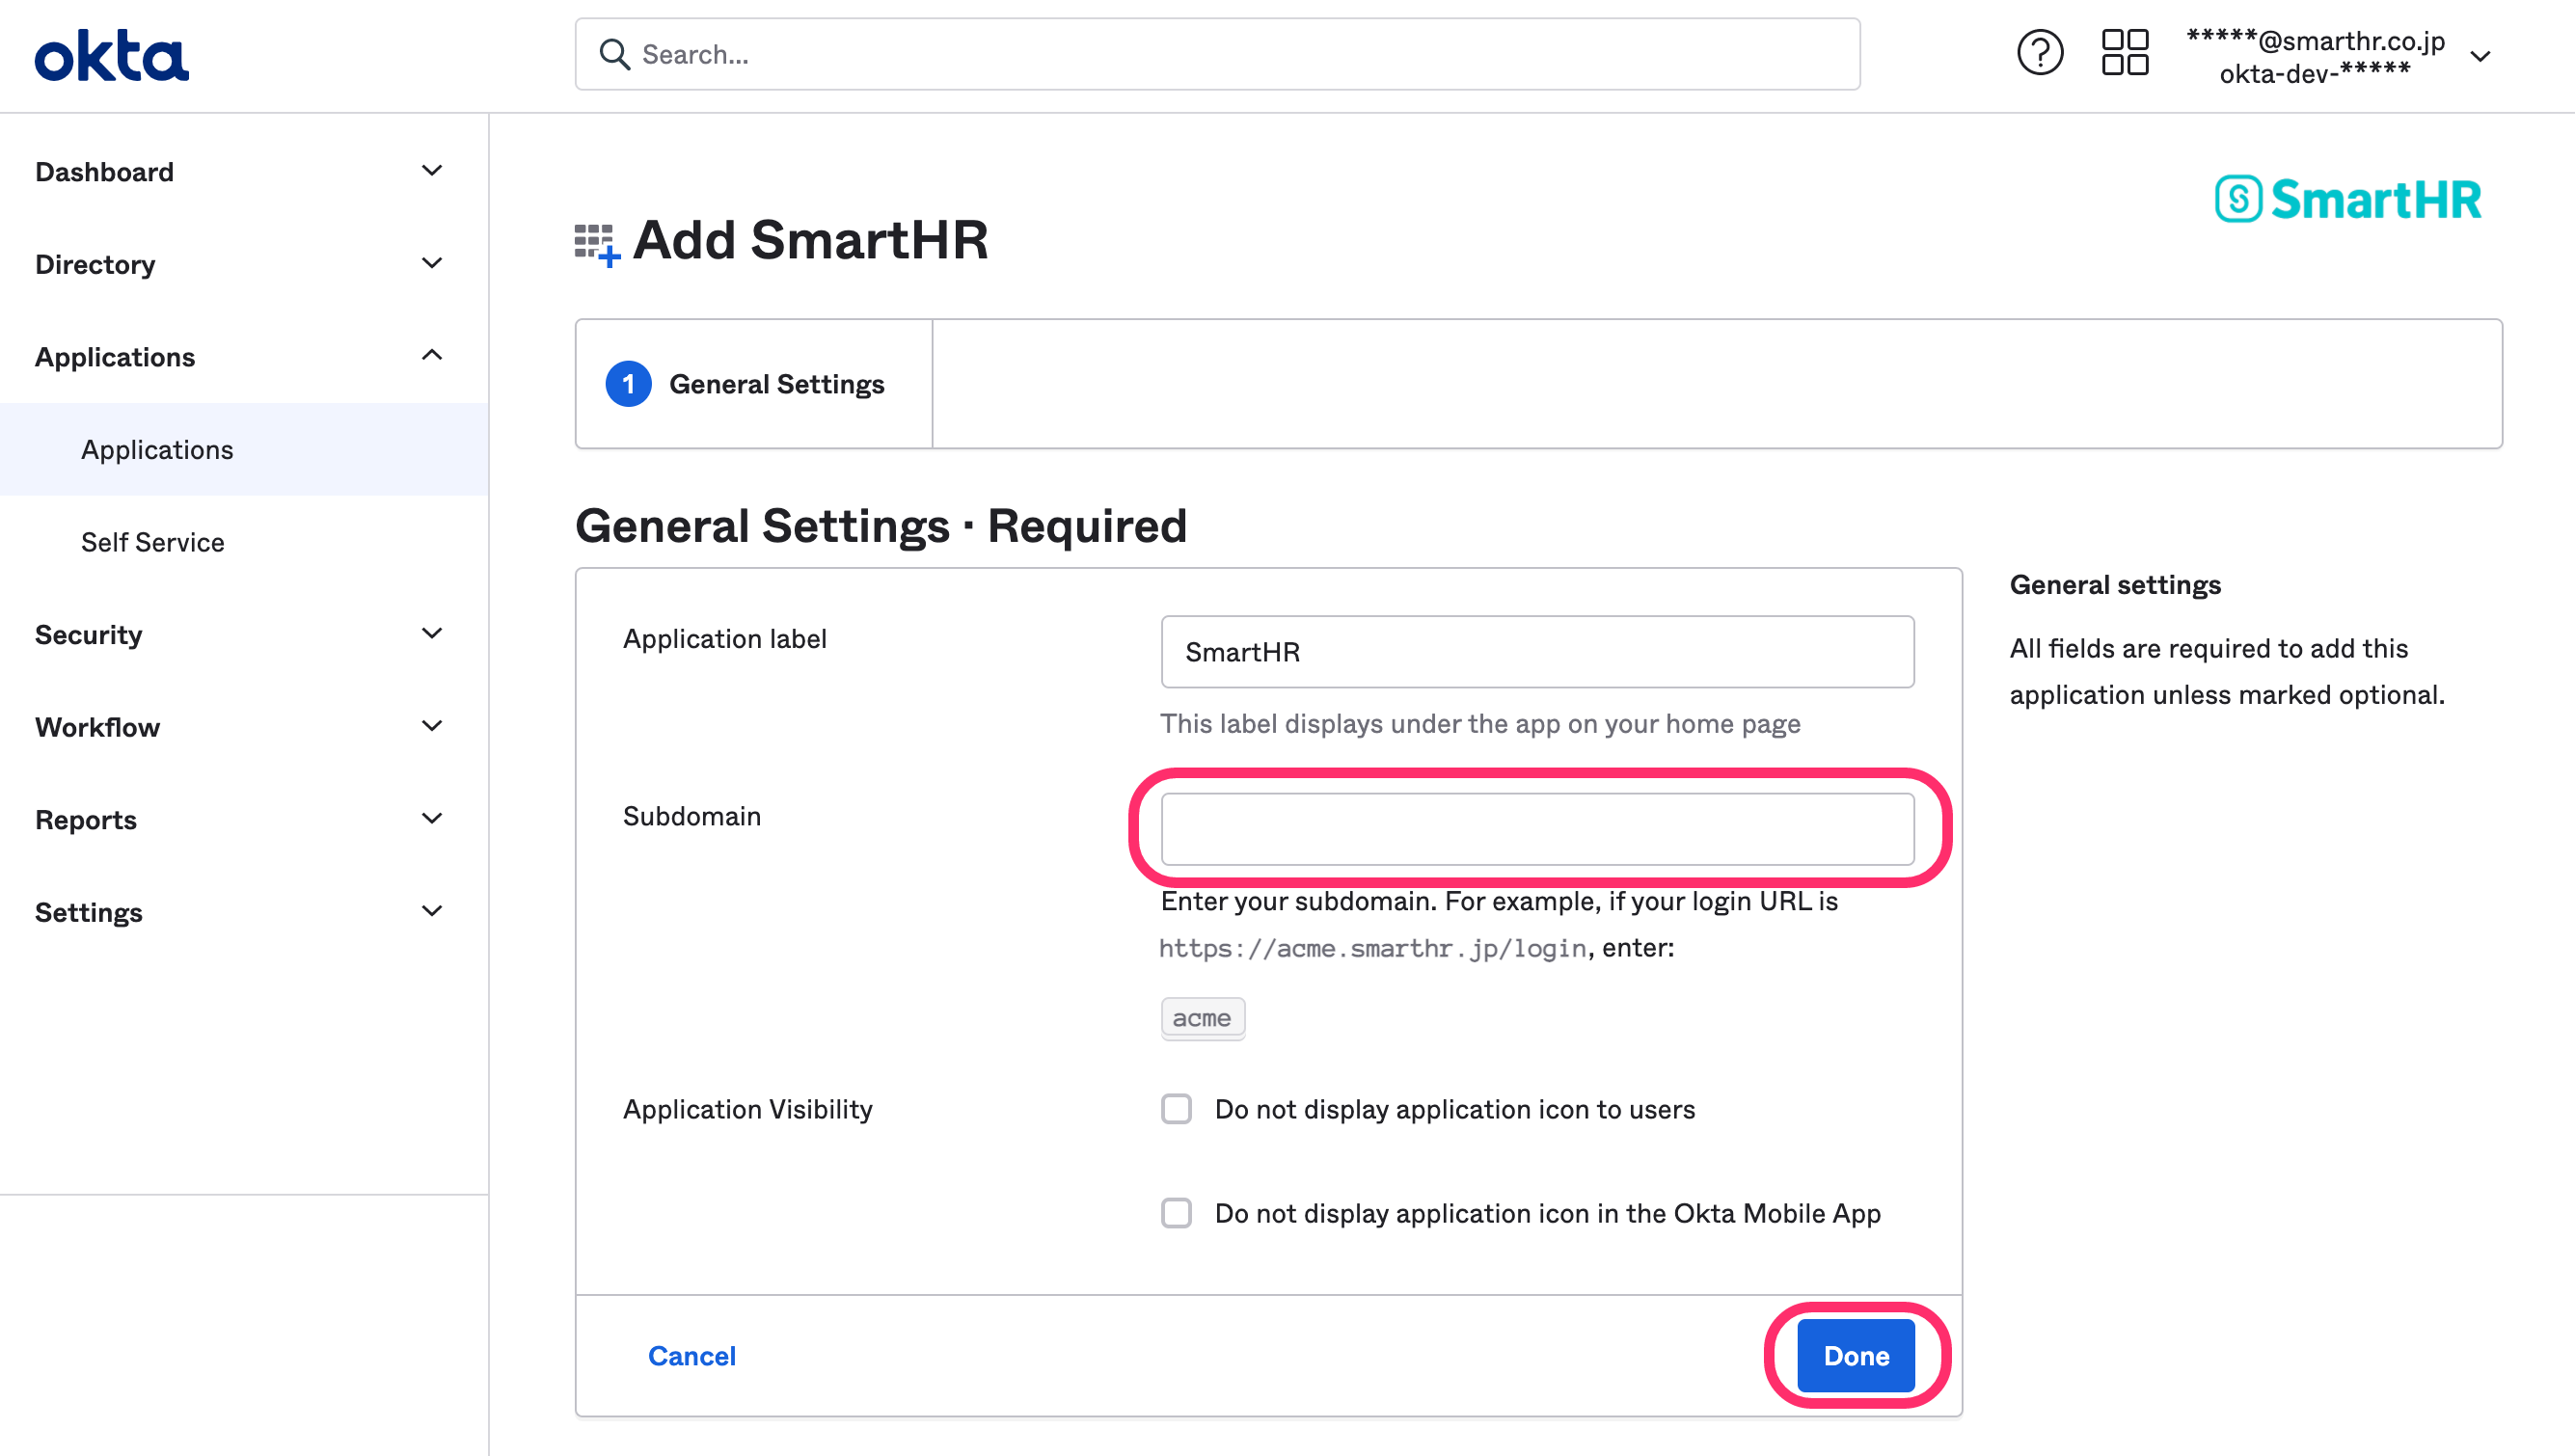 okta
Search...
?
*****@smarthr.co.jp
okta-dev-*****
Dashboard
Directory
Applications
Applications
Self Service
Security
Workflow
Reports
Settings
S SmartHR
Add SmartHR
1 General Settings
General Settings · Required
Application label
SmartHR
This label displays under the app on your home page
Subdomain
Enter your subdomain. For example, if your login URL is
https://acme.smarthr.jp/login, enter:
acme
Application Visibility
Do not display application icon to users
Do not display application icon in the Okta Mobile App
Cancel
Done
General settings
All fields are required to add this
application unless marked optional.